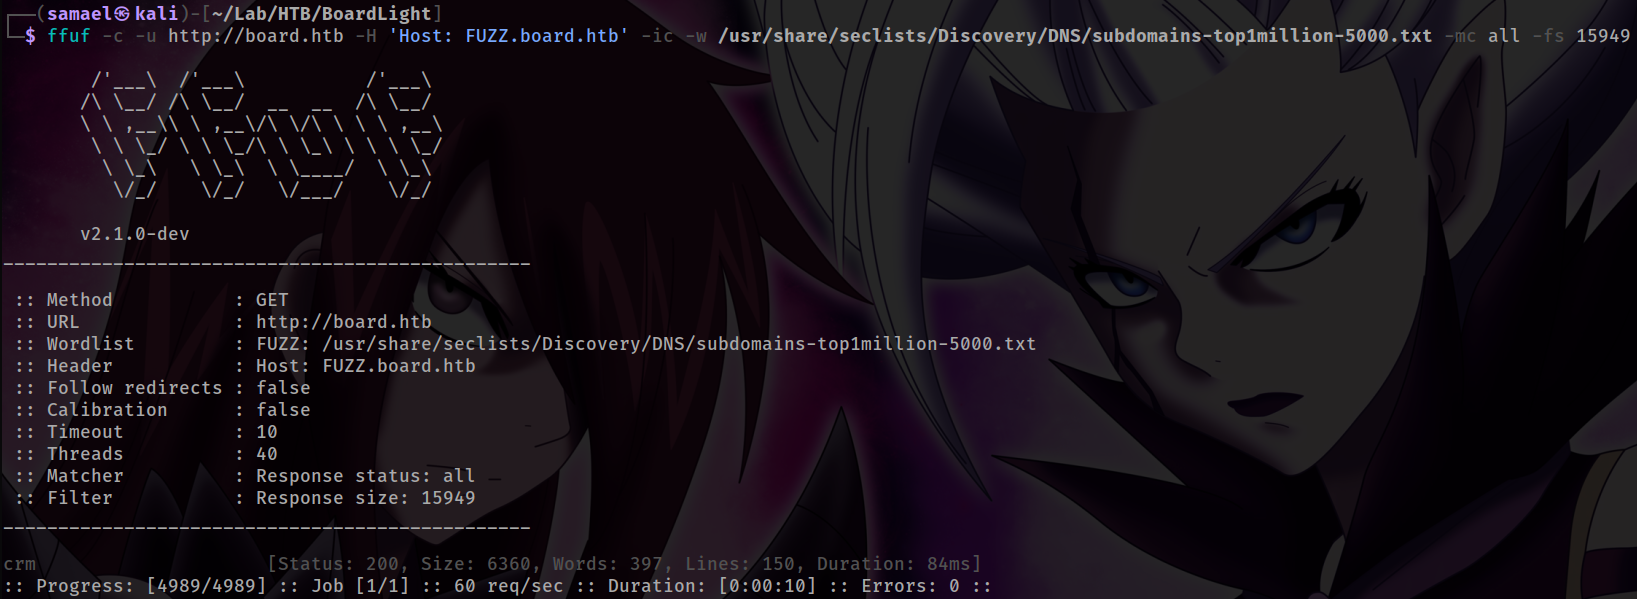 ┌──(samael㉿kali)-[~/Lab/HTB/BoardLight]
└─$ ffuf -c -u http://board.htb -H 'Host: FUZZ.board.htb' -ic -w /usr/share/seclists/Discovery/DNS/subdomains-top1million-5000.txt -mc all -fs 15949

        /'___\  /'___\           /'___\
       /\ \__/ /\ \__/  __  __  /\ \__/
       \ \ ,__\\ \ ,__\/\ \/\ \ \ \ ,__\
        \ \ \_/ \ \ \_/\ \ \_\ \ \ \ \_/
         \ \_\   \ \_\  \ \____/  \ \_\
          \/_/    \/_/   \/___/    \/_/

       v2.1.0-dev
________________________________________________

 :: Method           : GET
 :: URL              : http://board.htb
 :: Wordlist         : FUZZ: /usr/share/seclists/Discovery/DNS/subdomains-top1million-5000.txt
 :: Header           : Host: FUZZ.board.htb
 :: Follow redirects : false
 :: Calibration      : false
 :: Timeout          : 10
 :: Threads          : 40
 :: Matcher          : Response status: all
 :: Filter           : Response size: 15949
________________________________________________

crm                     [Status: 200, Size: 6360, Words: 397, Lines: 150, Duration: 84ms]
:: Progress: [4989/4989] :: Job [1/1] :: 60 req/sec :: Duration: [0:00:10] :: Errors: 0 ::